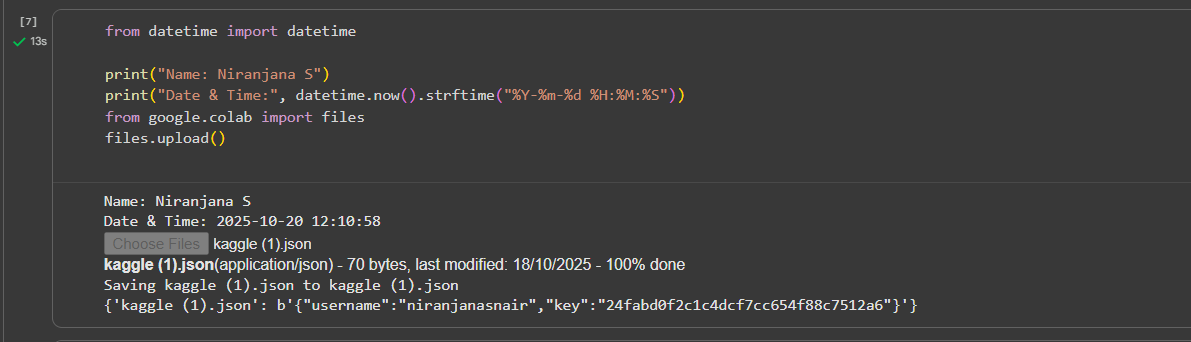 [7]
13s
from datetime import datetime
print("Name: Niranjana S")
print("Date & Time:", datetime.now().strftime("%Y-%m-%d %H:%M:%S"))
from google.colab import files
files.upload()
Name: Niranjana S
Date & Time: 2025-10-20 12:10:58
Choose Files kaggle (1).json
kaggle (1).json(application/json) - 70 bytes, last modified: 18/10/2025 - 100% done
Saving kaggle (1).json to kaggle (1).json
{'kaggle (1).json': b'{"username":"niranjanasnair","key":"24fabd0f2c1c4dcf7cc654f88c7512a6"}'}